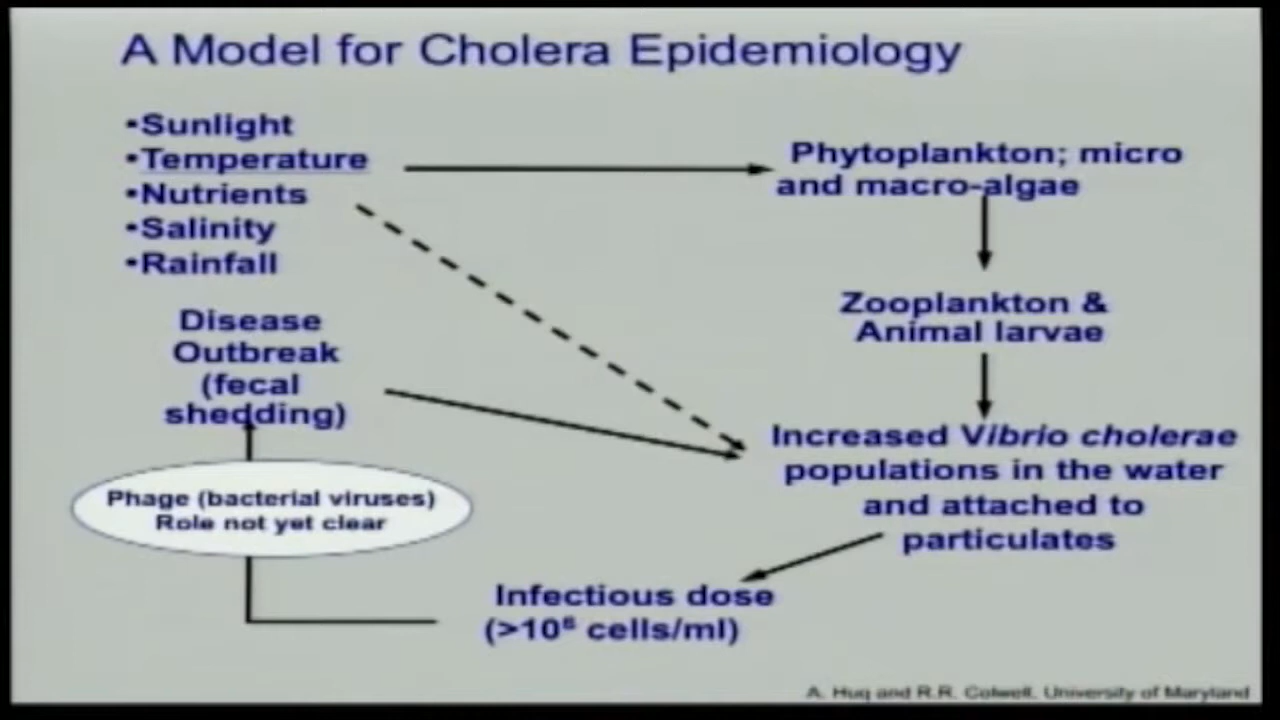 A Model for Cholera Epidemiology
•Sunlight
•Temperature
•Nutrients
•Salinity
•Rainfall
Phytoplankton; micro
and macro-algae
Zooplankton &
Animal larvae
Disease
Outbreak
(fecal
shedding)
Increased Vibrio cholerae
populations in the water
and attached to
particulates
Phage (bacterial viruses)
Role not yet clear
Infectious dose
(>10⁶ cells/ml)
A. Huq and R.R. Colwell, University of Maryland